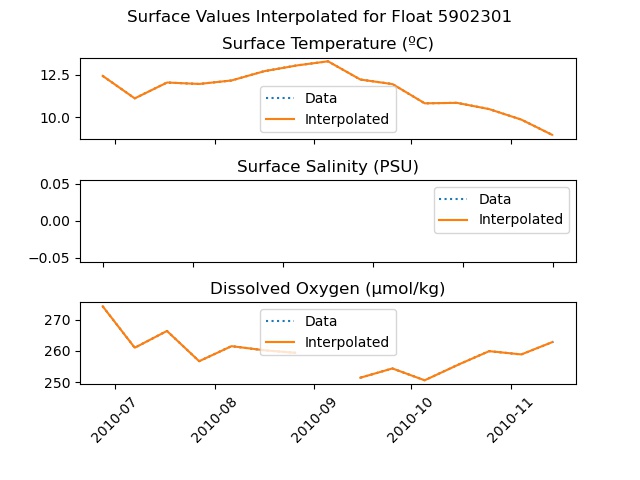 Surface Values Interpolated for Float 5902301
Surface Temperature (ºC)
12.5
10.0
Data
Interpolated
Surface Salinity (PSU)
0.05
0.00
−0.05
Data
Interpolated
Dissolved Oxygen (µmol/kg)
270
260
250
Data
Interpolated
2010-07
2010-08
2010-09
2010-10
2010-11